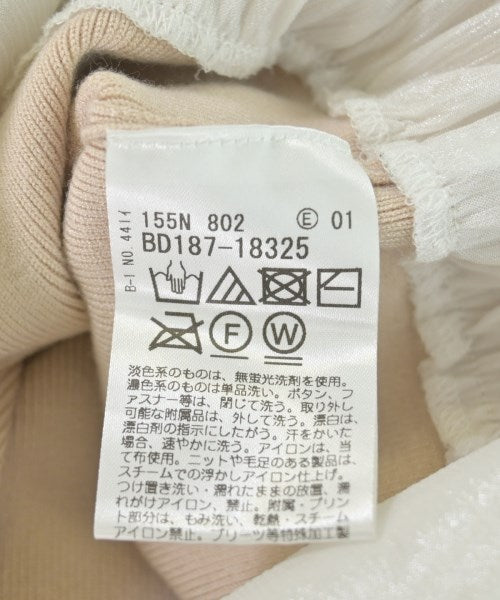 155N 802 Ⓔ 01
BD187-18325
B-1 NO.441イ
F W
淡色系のものは、無蛍光洗剤を使用。
濃色系のものは単品洗い。ボタン、フ
ァスナー等は、閉じて洗う。取り外し
可能な附属品は、外して洗う。漂白は、
漂白剤の指示にしたがう。汗をかいた
場合、速やかに洗う。アイロンは、当
て布使用。ニットや毛足のある製品は、
スチームでの浮かしアイロン仕上げ。
つけ置き洗い・濡れたままの放置、濡
れがけアイロン、禁止。附属・プリン
ト部分は、もみ洗い、乾熱・スチーム
アイロン禁止。プリーツ等特殊加工製